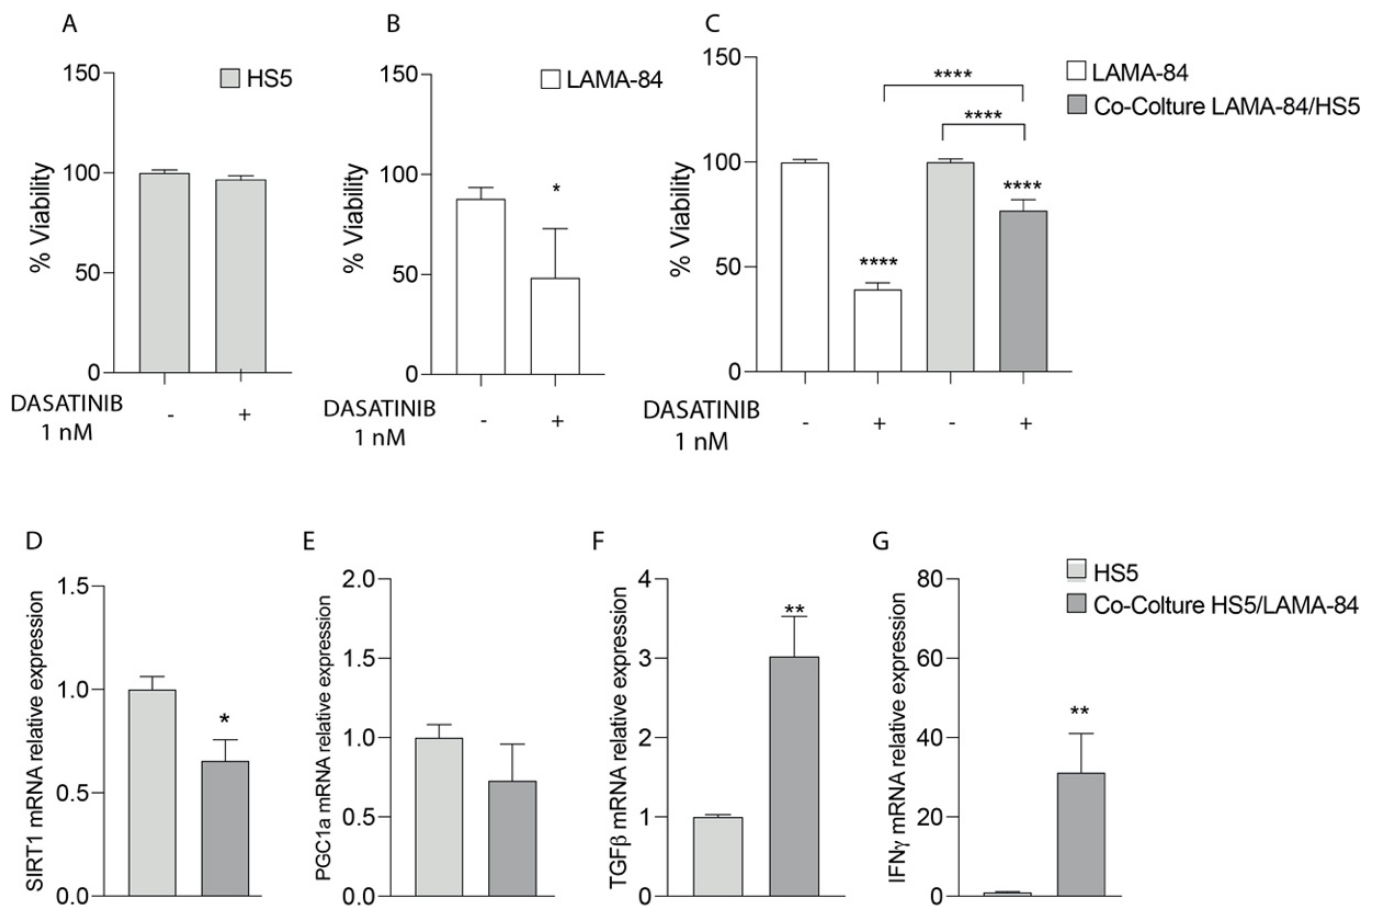 A
150
100
50
0
% Viability
HS5
DASATINIB
1 nM
- +
B
150
100
50
0
% Viability
LAMA-84
*
DASATINIB
1 nM
- +
C
150
100
50
0
% Viability
LAMA-84
Co-Colture LAMA-84/HS5
****
****
****
****
DASATINIB
1 nM
- + - +
D
1.5
1.0
0.5
0.0
SIRT1 mRNA relative expression
*
E
2.0
1.5
1.0
0.5
0.0
PGC1a mRNA relative expression
F
4
3
2
1
0
TGFβ mRNA relative expression
**
G
80
60
40
20
0
IFNγ mRNA relative expression
**
HS5
Co-Colture HS5/LAMA-84